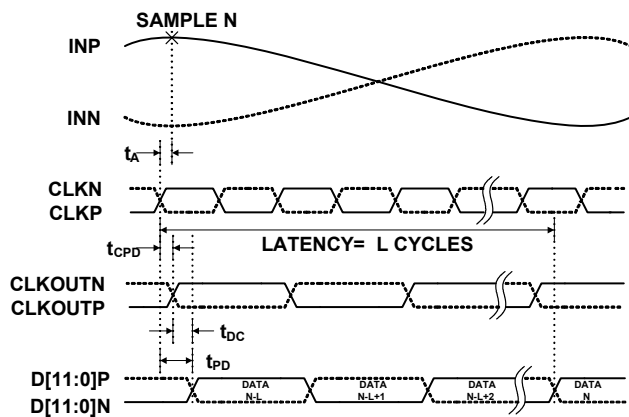 SAMPLE N
INP
INN
tA
CLKN
CLKP
LATENCY= L CYCLES
tCPD
CLKOUTN
CLKOUTP
tDC
tPD
D[11:0]P
D[11:0]N
DATA
N-L
DATA
N-L+1
DATA
N-L+2
DATA
N